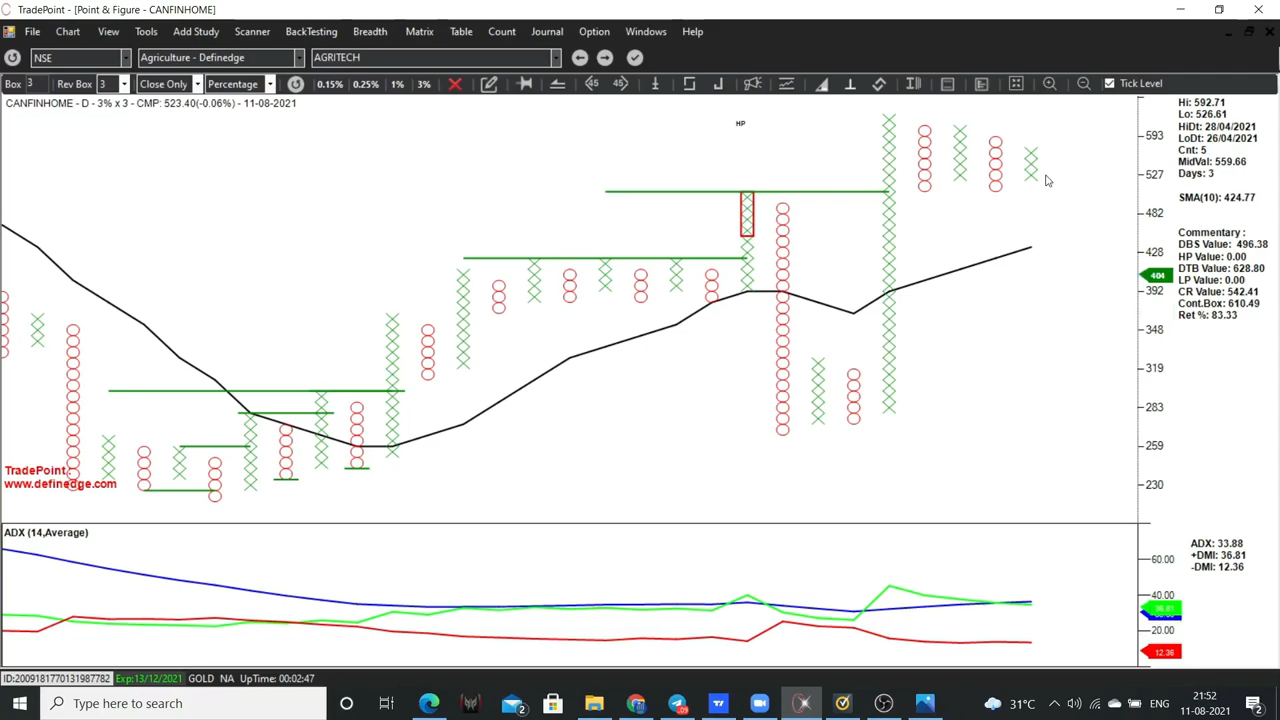 TradePoint - [Point & Figure - CANFINHOME]
File Chart View Tools Add Study Scanner BackTesting Breadth Matrix Table Count Journal Option Windows Help
NSE Agriculture - Definedge AGRITECH
Box 3 Rev Box 3 Close Only Percentage 0.15% 0.25% 1% 3% 45 45 Tick Level
CANFINHOME - D - 3% x 3 - CMP: 523.40(-0.06%) - 11-08-2021
HP
593
527
482
428
404
392
348
319
283
259
230
Hi: 592.71
Lo: 526.61
HiDt: 28/04/2021
LoDt: 26/04/2021
Cnt: 5
MidVal: 559.66
Days: 3
SMA(10): 424.77
Commentary :
DBS Value: 496.38
HP Value: 0.00
DTB Value: 628.80
LP Value: 0.00
CR Value: 542.41
Cont.Box: 610.49
Ret %: 83.33
TradePoint :
www.definedge.com
ADX (14,Average)
60.00
40.00
36.81
20.00
12.36
ADX: 33.88
+DMI: 36.81
-DMI: 12.36
ID:2009181770131987782 Exp:13/12/2021 GOLD NA UpTime: 00:02:47
Type here to search
31°C ENG 21:52
11-08-2021